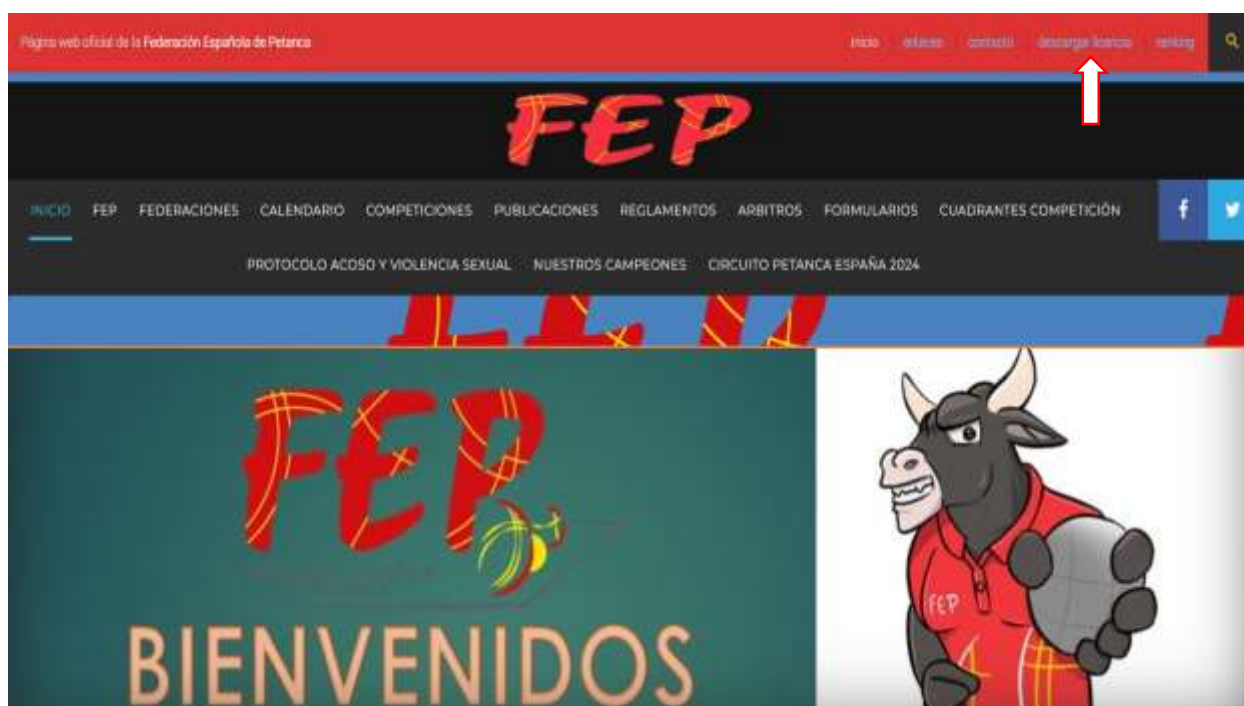 Página web oficial de la Federación Española de Petanca
inicio enlaces contacto descargar licencia ranking
FEP
INICIO FEP FEDERACIONES CALENDARIO COMPETICIONES PUBLICACIONES REGLAMENTOS ARBITROS FORMULARIOS CUADRANTES COMPETICIÓN
PROTOCOLO ACOSO Y VIOLENCIA SEXUAL NUESTROS CAMPEONES CIRCUITO PETANCA ESPAÑA 2024
FEP
FEP
BIENVENIDOS
FEP